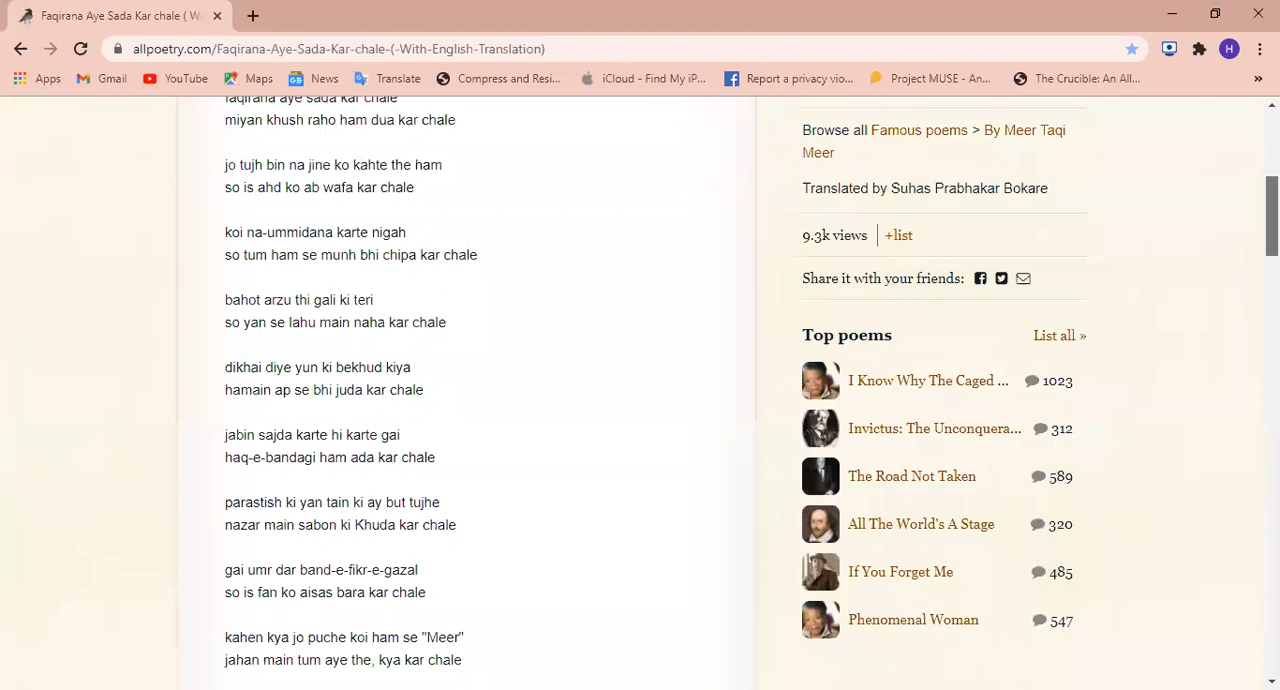 Faqirana Aye Sada Kar chale ( Wi
allpoetry.com/Faqirana-Aye-Sada-Kar-chale-(-With-English-Translation)
H
Apps
Gmail
YouTube
Maps
News
Translate
Compress and Resi...
iCloud - Find My iP...
Report a privacy vio...
Project MUSE - An...
The Crucible: An All...
»
faqirana aye sada kar chale
miyan khush raho ham dua kar chale
jo tujh bin na jine ko kahte the ham
so is ahd ko ab wafa kar chale
koi na-ummidana karte nigah
so tum ham se munh bhi chipa kar chale
bahot arzu thi gali ki teri
so yan se lahu main naha kar chale
dikhai diye yun ki bekhud kiya
hamain ap se bhi juda kar chale
jabin sajda karte hi karte gai
haq-e-bandagi ham ada kar chale
parastish ki yan tain ki ay but tujhe
nazar main sabon ki Khuda kar chale
gai umr dar band-e-fikr-e-gazal
so is fan ko aisas bara kar chale
kahen kya jo puche koi ham se "Meer"
jahan main tum aye the, kya kar chale
Browse all Famous poems > By Meer Taqi
Meer
Translated by Suhas Prabhakar Bokare
9.3k views
+list
Share it with your friends:
Top poems
List all »
I Know Why The Caged ... 1023
Invictus: The Unconquera... 312
The Road Not Taken 589
All The World's A Stage 320
If You Forget Me 485
Phenomenal Woman 547